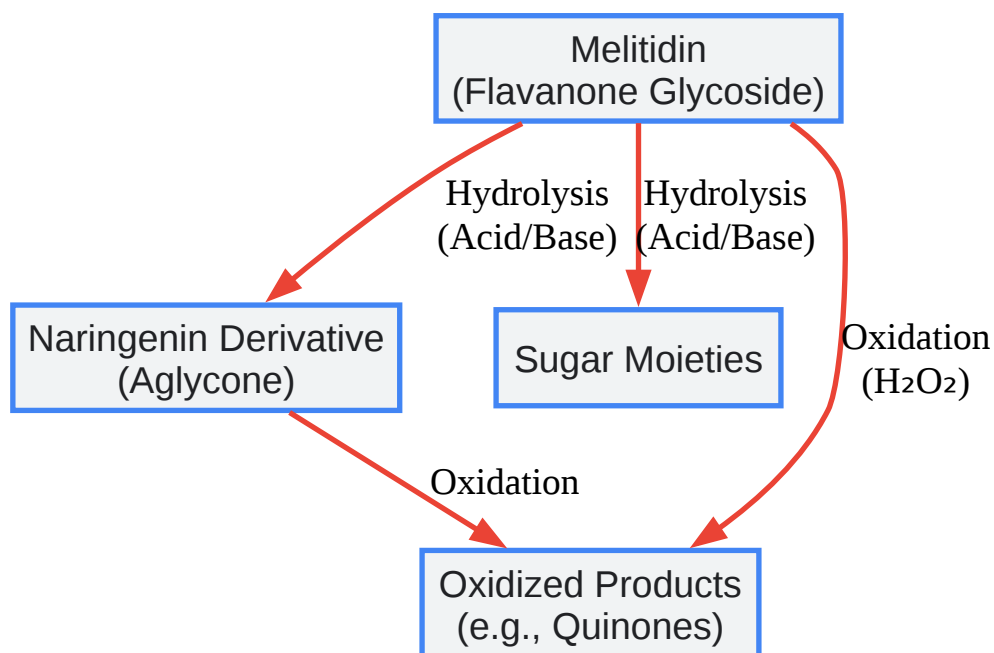 Melitidin
(Flavanone Glycoside)
Hydrolysis
(Acid/Base)
Hydrolysis
(Acid/Base)
Naringenin Derivative
(Aglycone)
Sugar Moieties
Oxidation
(H₂O₂)
Oxidation
Oxidized Products
(e.g., Quinones)